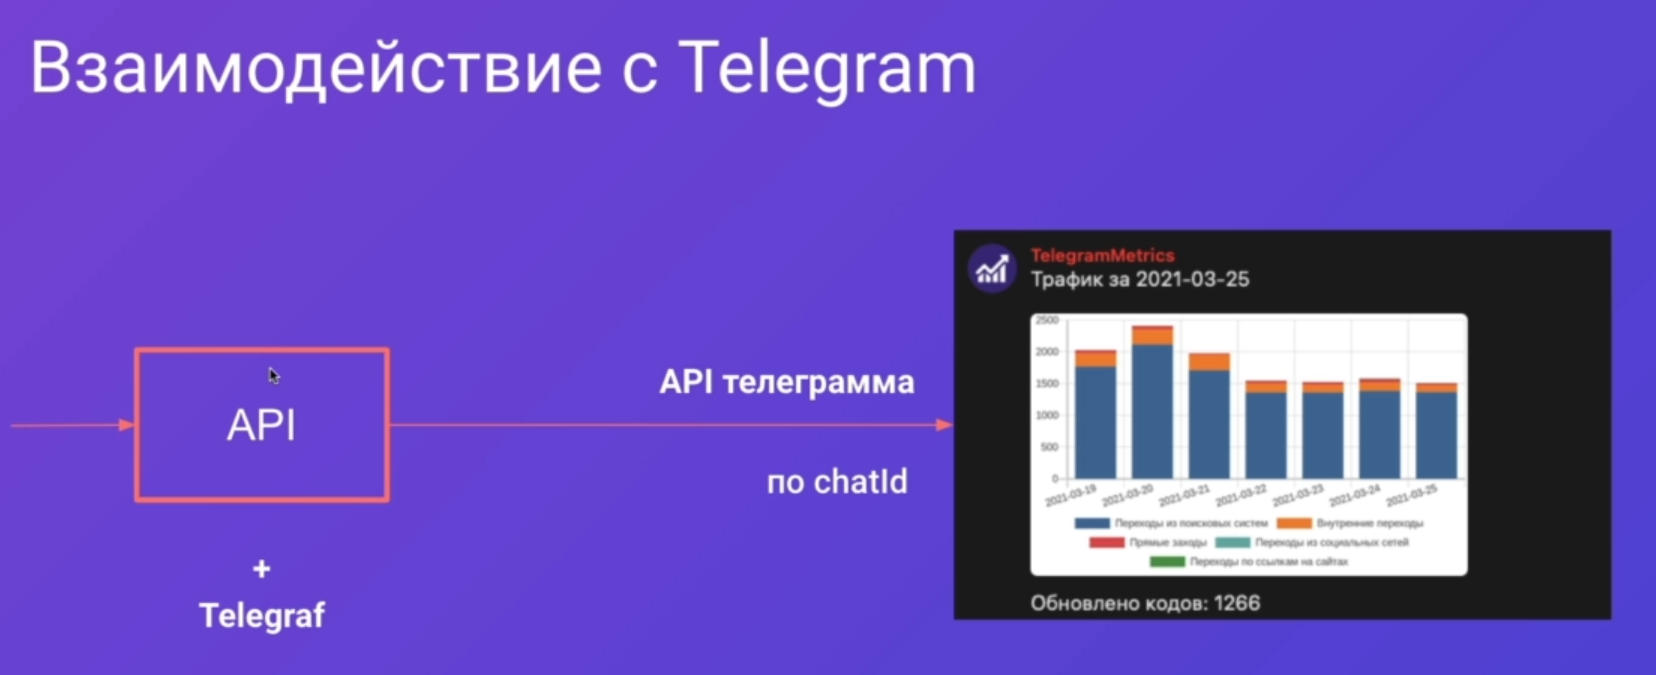 Взаимодействие с Telegram
API
+
Telegraf
API телеграмма
по chatId
TelegramMetrics
Трафик за 2021-03-25
2500
2000
1500
1000
500
0
2021-03-19
2021-03-20
2021-03-21
2021-03-22
2021-03-23
2021-03-24
2021-03-25
Переходы из поисковых систем
Внутренние переходы
Прямые заходы
Переходы из социальных сетей
Переходы по ссылкам на сайтах
Обновлено кодов: 1266